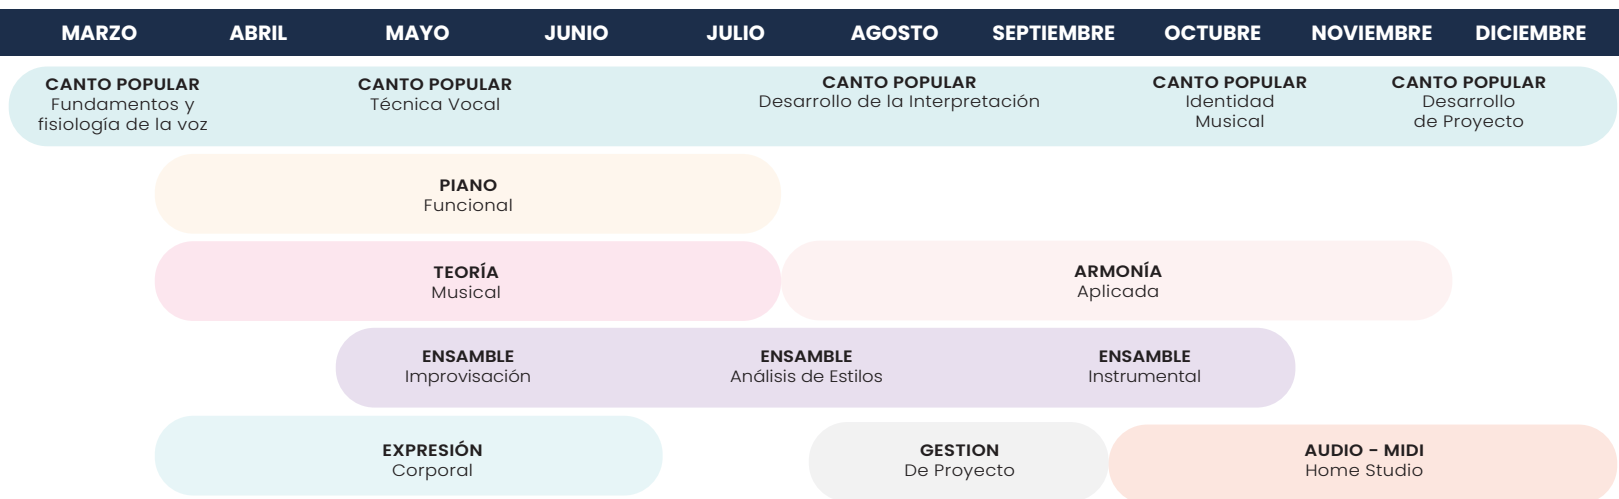 MARZO ABRIL MAYO JUNIO JULIO AGOSTO SEPTIEMBRE OCTUBRE NOVIEMBRE DICIEMBRE
CANTO POPULAR
Fundamentos y
fisiología de la voz
CANTO POPULAR
Técnica Vocal
CANTO POPULAR
Desarrollo de la Interpretación
CANTO POPULAR
Identidad
Musical
CANTO POPULAR
Desarrollo
de Proyecto
PIANO
Funcional
TEORÍA
Musical
ARMONÍA
Aplicada
ENSAMBLE
Improvisación
ENSAMBLE
Análisis de Estilos
ENSAMBLE
Instrumental
EXPRESIÓN
Corporal
GESTION
De Proyecto
AUDIO - MIDI
Home Studio